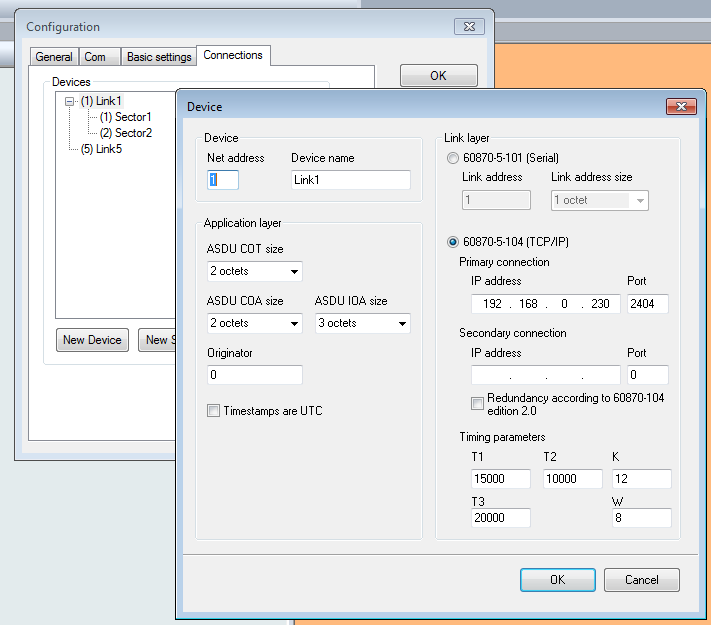 Configuration
General
Com
Basic settings
Connections
OK
Devices
(1) Link1
(1) Sector1
(2) Sector2
(5) Link5
New Device
New S
Device
Device
Net address
Device name
1
Link1
Application layer
ASDU COT size
2 octets
ASDU COA size
ASDU IOA size
2 octets
3 octets
Originator
0
Timestamps are UTC
Link layer
60870-5-101 (Serial)
Link address
Link address size
1
1 octet
60870-5-104 (TCP/IP)
Primary connection
IP address
Port
192 . 168 . 0 . 230
2404
Secondary connection
IP address
Port
. . .
0
Redundancy according to 60870-104
edition 2.0
Timing parameters
T1
T2
K
15000
10000
12
T3
W
20000
8
OK
Cancel